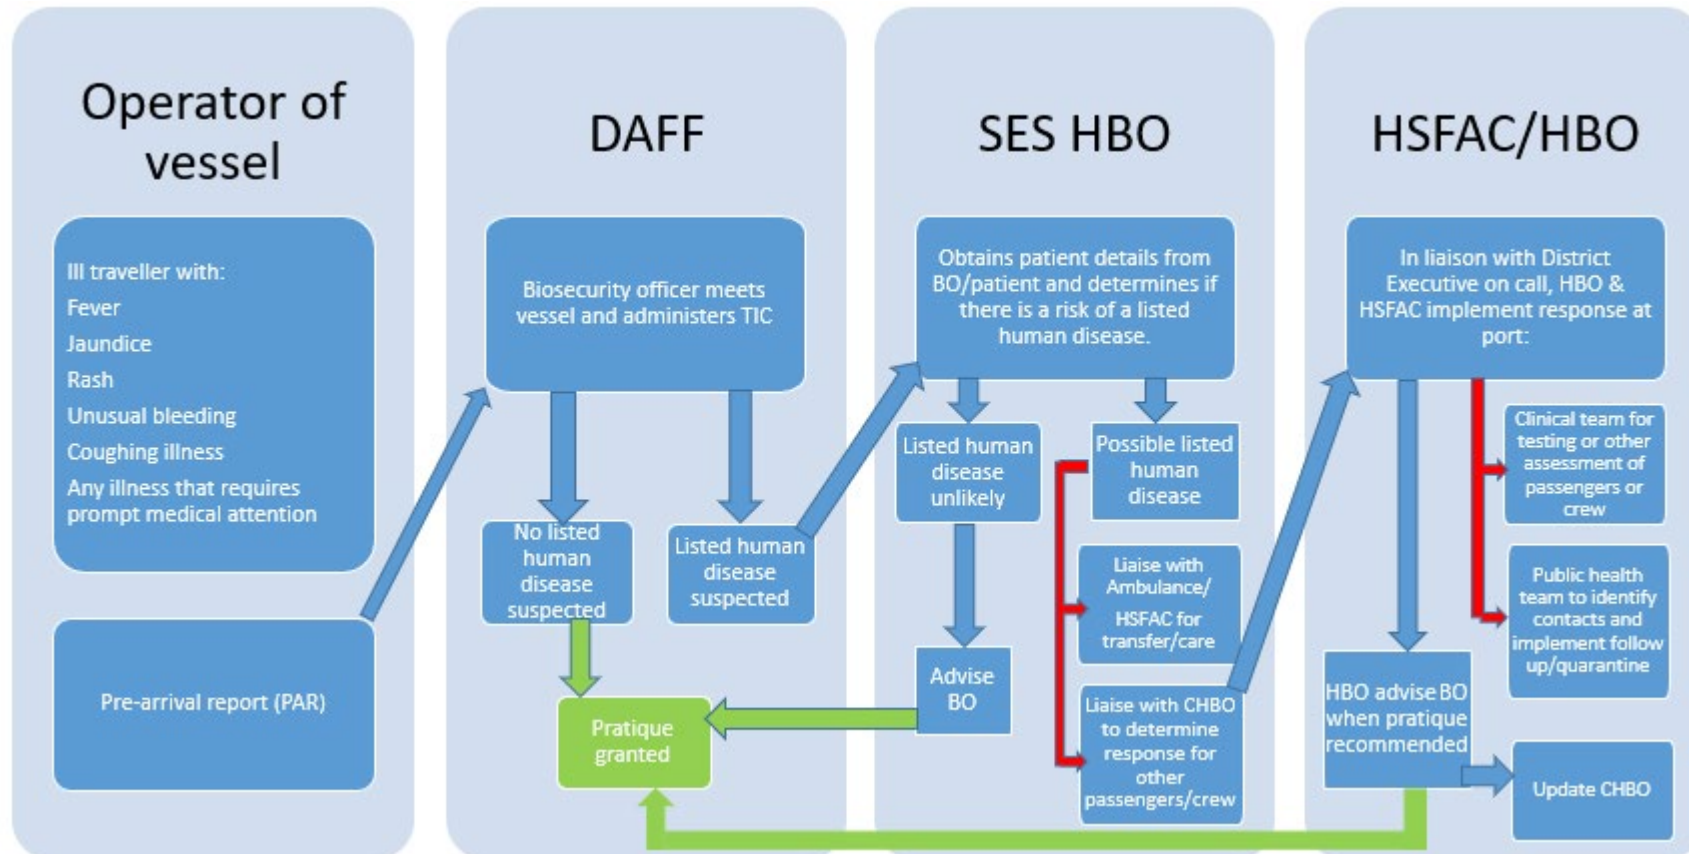 Operator of
vessel
Ill traveller with:
Fever
Jaundice
Rash
Unusual bleeding
Coughing illness
Any illness that requires
prompt medical attention
Pre-arrival report (PAR)
DAFF
Biosecurity officer meets
vessel and administers TIC
No listed
human
disease
suspected
Listed human
disease
suspected
Pratique
granted
SES HBO
Obtains patient details from
BO/patient and determines if
there is a risk of a listed
human disease.
Listed human
disease
unlikely
Possible listed
human
disease
Advise
BO
Liaise with
Ambulance/
HSFAC for
transfer/care
Liaise with CHBO
to determine
response for
other
passengers/crew
HSFAC/HBO
In liaison with District
Executive on call, HBO &
HSFAC implement response at
port:
Clinical team for
testing or other
assessment of
passengers or
crew
Public health
team to identify
contacts and
implement follow
up/quarantine
HBO advise BO
when pratique
recommended
Update CHBO